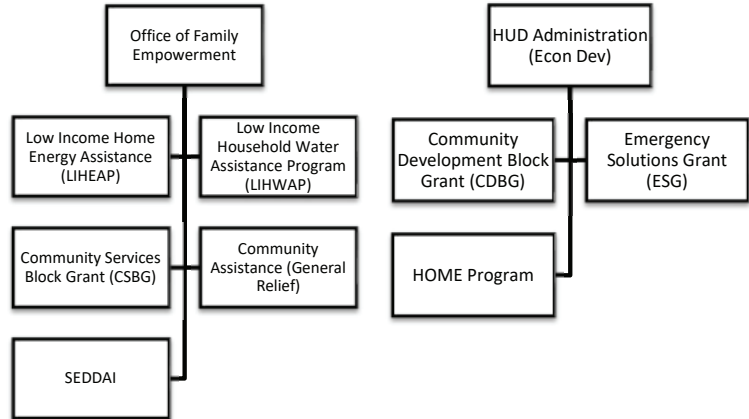 Office of Family
Empowerment
Low Income Home
Energy Assistance
(LIHEAP)
Low Income
Household Water
Assistance Program
(LIHWAP)
Community Services
Block Grant (CSBG)
Community
Assistance (General
Relief)
SEDDAI
HUD Administration
(Econ Dev)
Community
Development Block
Grant (CDBG)
Emergency
Solutions Grant
(ESG)
HOME Program